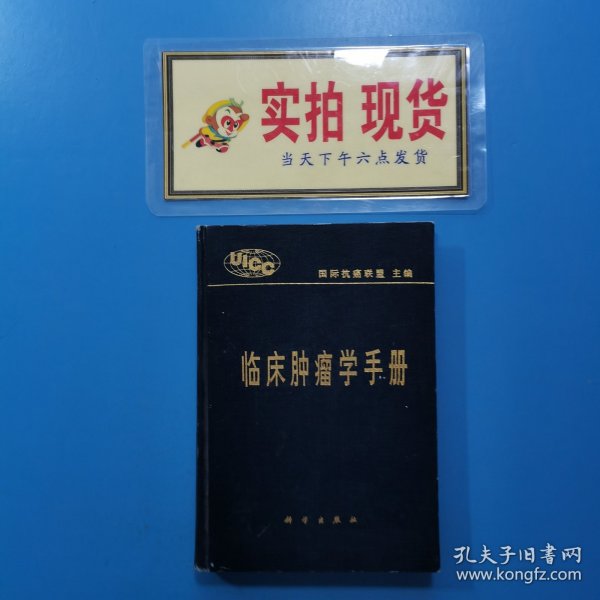 实拍 现货
当天下午六点发货
UICC
国际抗癌联盟 主编
临床肿瘤学手册
科学出版社
孔夫子旧书网
www.kongfz.com